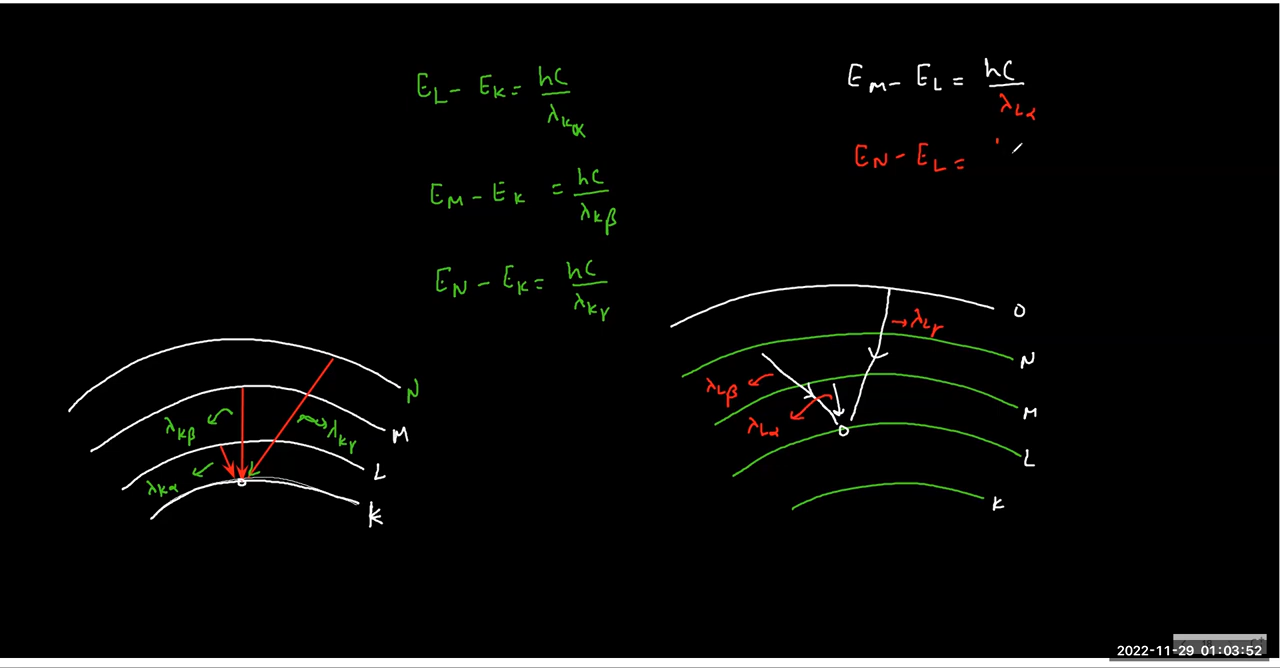 E_L - E_K = hc/λ_Kα
E_M - E_K = hc/λ_Kβ
E_N - E_K = hc/λ_Kγ
E_M - E_L = hc/λ_Lα
E_N - E_L =
N
λ_Kβ
λ_Kγ
M
L
λ_Kα
K
O
λ_Lγ
N
λ_Lβ
M
λ_Lα
L
K
2022-11-29 01:03:52